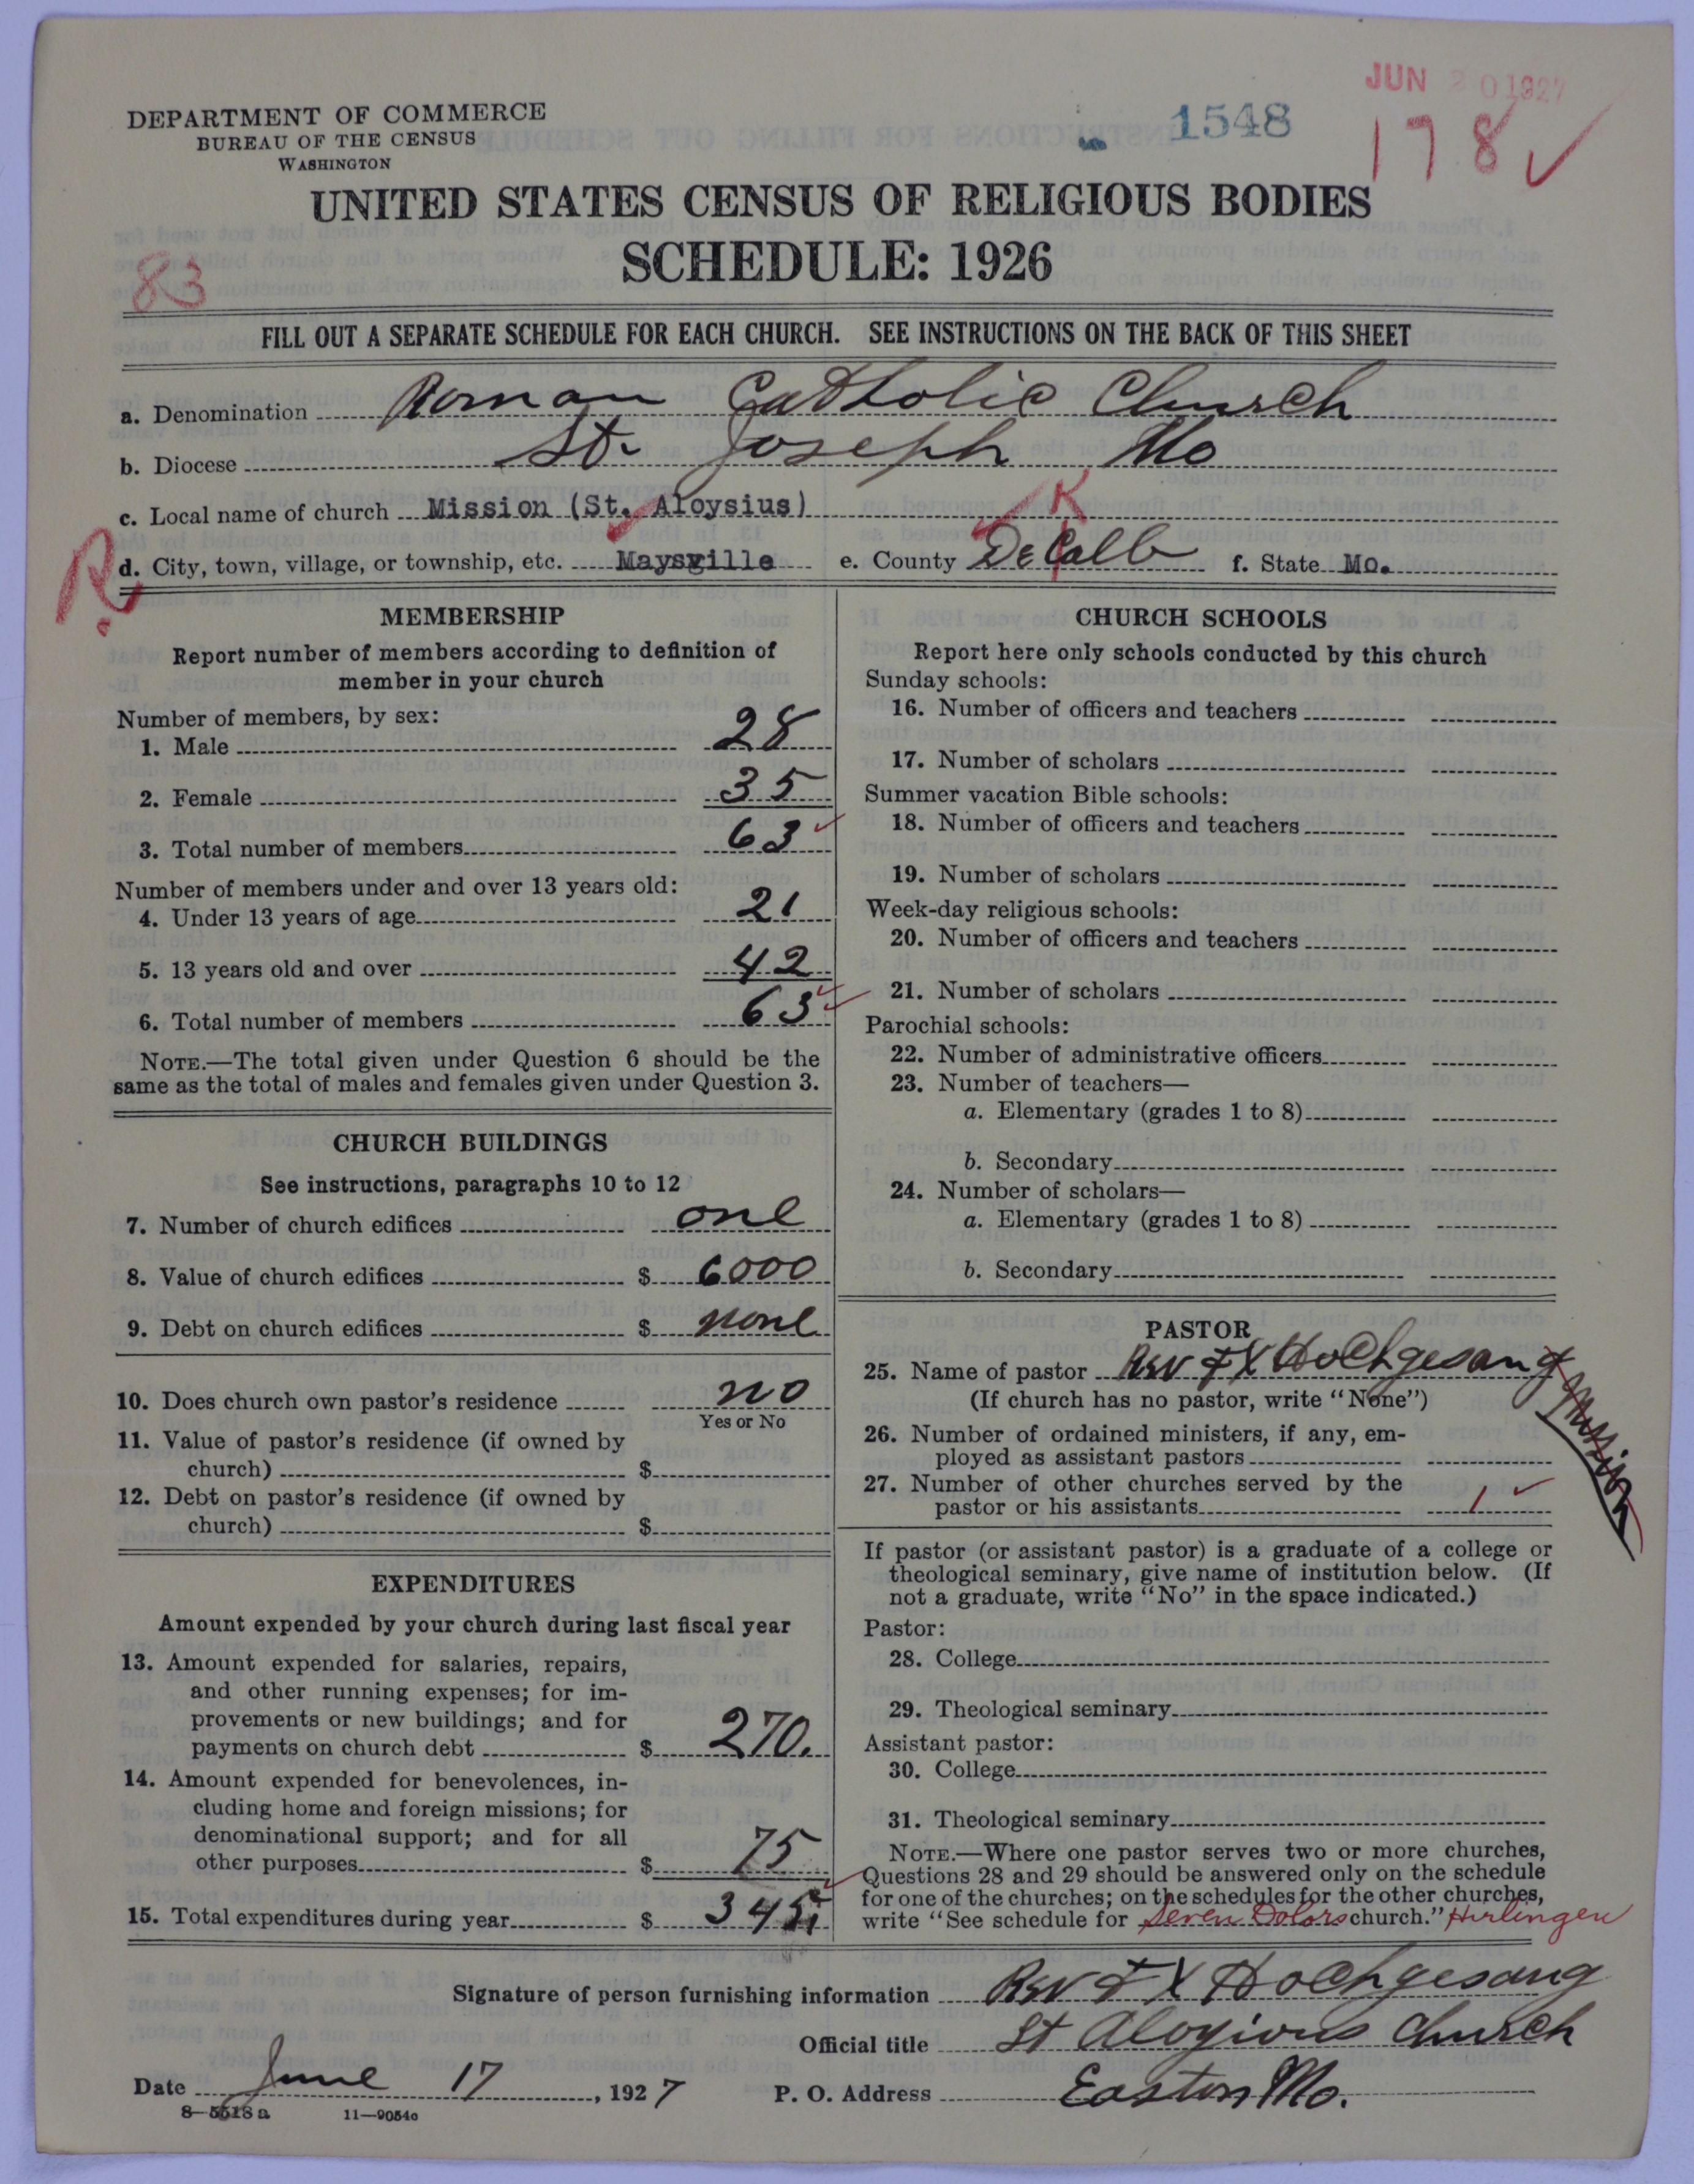 JUN 20 1927
1548
178 ✓
DEPARTMENT OF COMMERCE
BUREAU OF THE CENSUS
WASHINGTON
UNITED STATES CENSUS OF RELIGIOUS BODIES
SCHEDULE: 1926
83
FILL OUT A SEPARATE SCHEDULE FOR EACH CHURCH. SEE INSTRUCTIONS ON THE BACK OF THIS SHEET
a. Denomination Roman Catholic Church
b. Diocese St. Joseph Mo
c. Local name of church Mission (St. Aloysius)
K
R. d. City, town, village, or township, etc. Maysville e. County DeCalb f. State Mo.
MEMBERSHIP
Report number of members according to definition of
member in your church
Number of members, by sex:
1. Male 28
2. Female 35
3. Total number of members 63 ✓
Number of members under and over 13 years old:
4. Under 13 years of age 21
5. 13 years old and over 42
6. Total number of members 63 ✓
NOTE.—The total given under Question 6 should be the
same as the total of males and females given under Question 3.
CHURCH BUILDINGS
See instructions, paragraphs 10 to 12
7. Number of church edifices one
8. Value of church edifices $ 6000
9. Debt on church edifices $ none
10. Does church own pastor's residence no
Yes or No
11. Value of pastor's residence (if owned by
church) $
12. Debt on pastor's residence (if owned by
church) $
EXPENDITURES
Amount expended by your church during last fiscal year
13. Amount expended for salaries, repairs,
and other running expenses; for im-
provements or new buildings; and for
payments on church debt $ 270.
14. Amount expended for benevolences, in-
cluding home and foreign missions; for
denominational support; and for all
other purposes $ 75
15. Total expenditures during year $ 345
CHURCH SCHOOLS
Report here only schools conducted by this church
Sunday schools:
16. Number of officers and teachers
17. Number of scholars
Summer vacation Bible schools:
18. Number of officers and teachers
19. Number of scholars
Week-day religious schools:
20. Number of officers and teachers
21. Number of scholars
Parochial schools:
22. Number of administrative officers
23. Number of teachers—
a. Elementary (grades 1 to 8)
b. Secondary
24. Number of scholars—
a. Elementary (grades 1 to 8)
b. Secondary
PASTOR
25. Name of pastor Rev F X Hochgesang
(If church has no pastor, write "None")
Mission
26. Number of ordained ministers, if any, em-
ployed as assistant pastors
27. Number of other churches served by the
pastor or his assistants 1 ✓
If pastor (or assistant pastor) is a graduate of a college or
theological seminary, give name of institution below. (If
not a graduate, write "No" in the space indicated.)
Pastor:
28. College
29. Theological seminary
Assistant pastor:
30. College
31. Theological seminary
NOTE.—Where one pastor serves two or more churches,
Questions 28 and 29 should be answered only on the schedule
for one of the churches; on the schedules for the other churches,
write "See schedule for Seven Dolors church." Hurlingen
Signature of person furnishing information Rev F X Hochgesang
Official title St Aloysious Church
Date June 17, 1927 P. O. Address Easton Mo.
8-5518 a 11—9054c